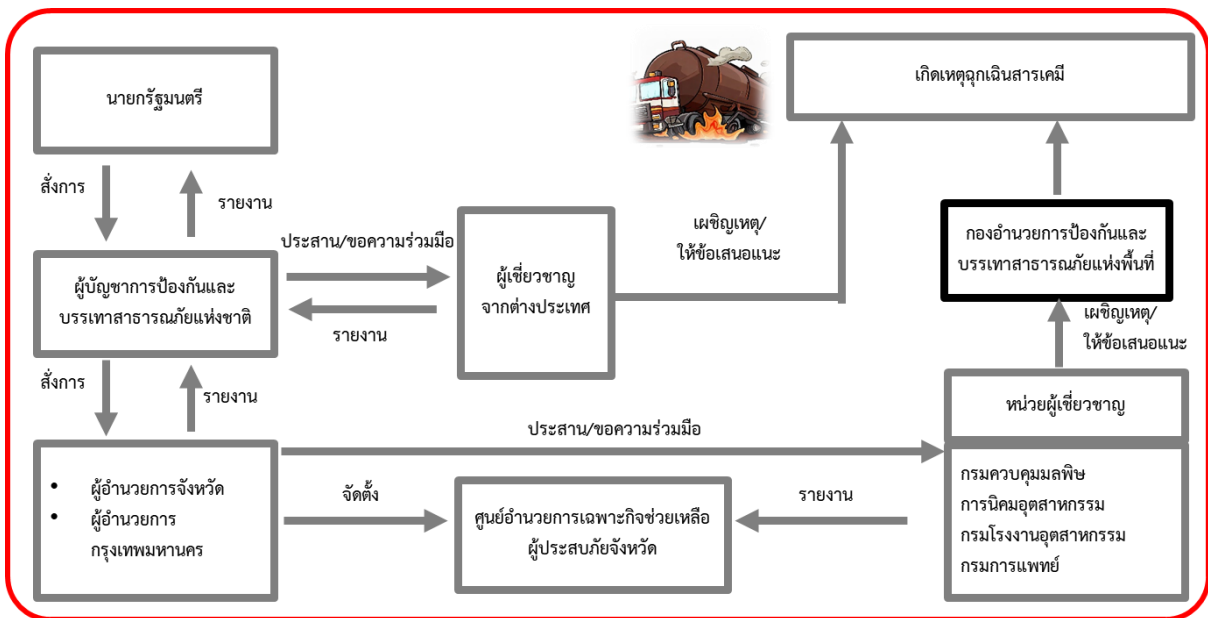 นายกรัฐมนตรี
เกิดเหตุฉุกเฉินสารเคมี
สั่งการ
รายงาน
ประสาน/ขอความร่วมมือ
ผู้บัญชาการป้องกันและ
บรรเทาสาธารณภัยแห่งชาติ
ผู้เชี่ยวชาญ
จากต่างประเทศ
รายงาน
เผชิญเหตุ/
ให้ข้อเสนอแนะ
กองอำนวยการป้องกันและ
บรรเทาสาธารณภัยแห่งพื้นที่
เผชิญเหตุ/
ให้ข้อเสนอแนะ
สั่งการ
รายงาน
หน่วยผู้เชี่ยวชาญ
ประสาน/ขอความร่วมมือ
• ผู้อำนวยการจังหวัด
• ผู้อำนวยการ
กรุงเทพมหานคร
จัดตั้ง
ศูนย์อำนวยการเฉพาะกิจช่วยเหลือ
ผู้ประสบภัยจังหวัด
รายงาน
กรมควบคุมมลพิษ
การนิคมอุตสาหกรรม
กรมโรงงานอุตสาหกรรม
กรมการแพทย์